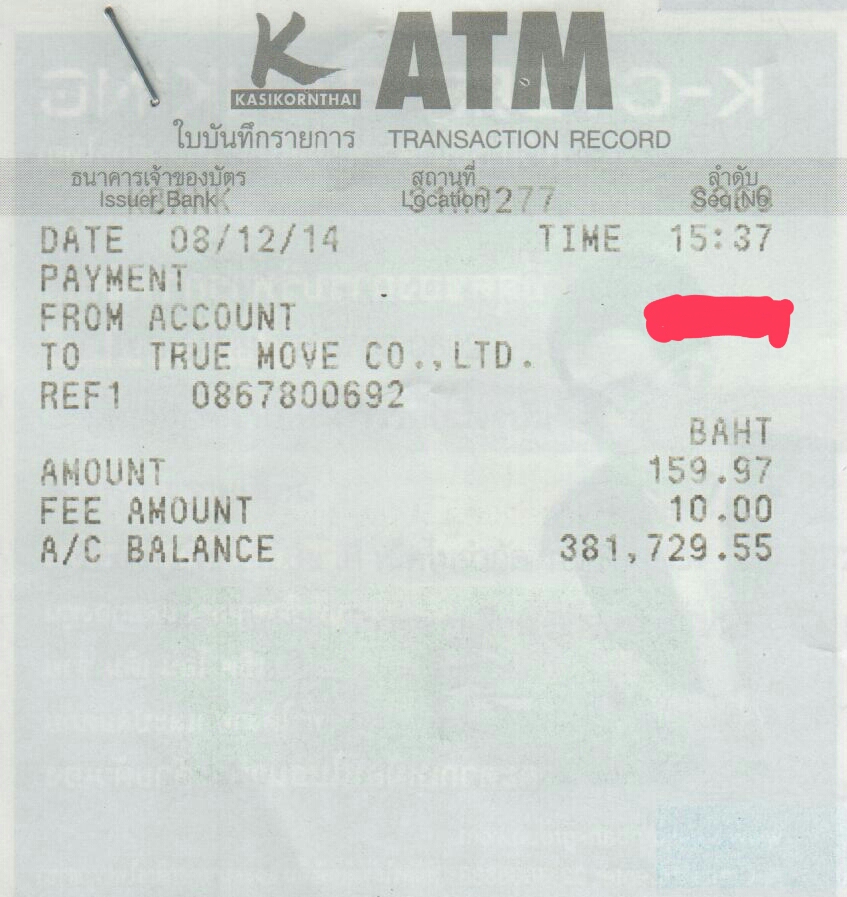 K ATM
KASIKORNTHAI
ใบบันทึกรายการ TRANSACTION RECORD
ธนาคารเจ้าของบัตร สถานที่ ลำดับ
Issuer Bank Location Seq.No.
KBANK
DATE 08/12/14 TIME 15:37
PAYMENT
FROM ACCOUNT
TO TRUE MOVE CO.,LTD.
REF1 0867800692
BAHT
AMOUNT 159.97
FEE AMOUNT 10.00
A/C BALANCE 381,729.55